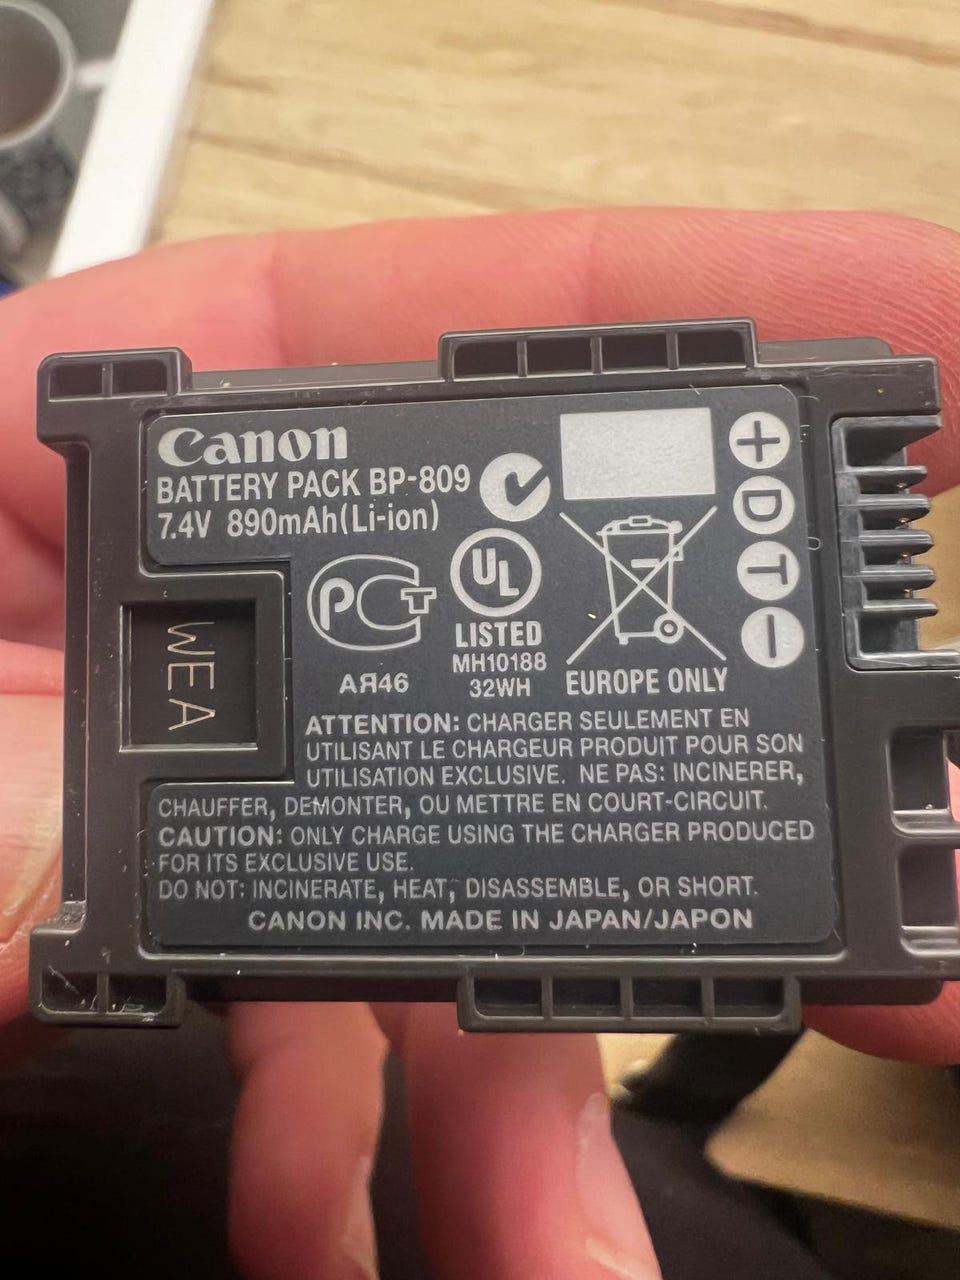 Canon
BATTERY PACK BP-809
7.4V 890mAh(Li-ion)
+
D
T
−
РСт
АЯ46
UL
LISTED
MH10188
32WH
EUROPE ONLY
WEA
ATTENTION: CHARGER SEULEMENT EN
UTILISANT LE CHARGEUR PRODUIT POUR SON
UTILISATION EXCLUSIVE. NE PAS: INCINERER,
CHAUFFER, DEMONTER, OU METTRE EN COURT-CIRCUIT.
CAUTION: ONLY CHARGE USING THE CHARGER PRODUCED
FOR ITS EXCLUSIVE USE.
DO NOT: INCINERATE, HEAT, DISASSEMBLE, OR SHORT.
CANON INC. MADE IN JAPAN/JAPON